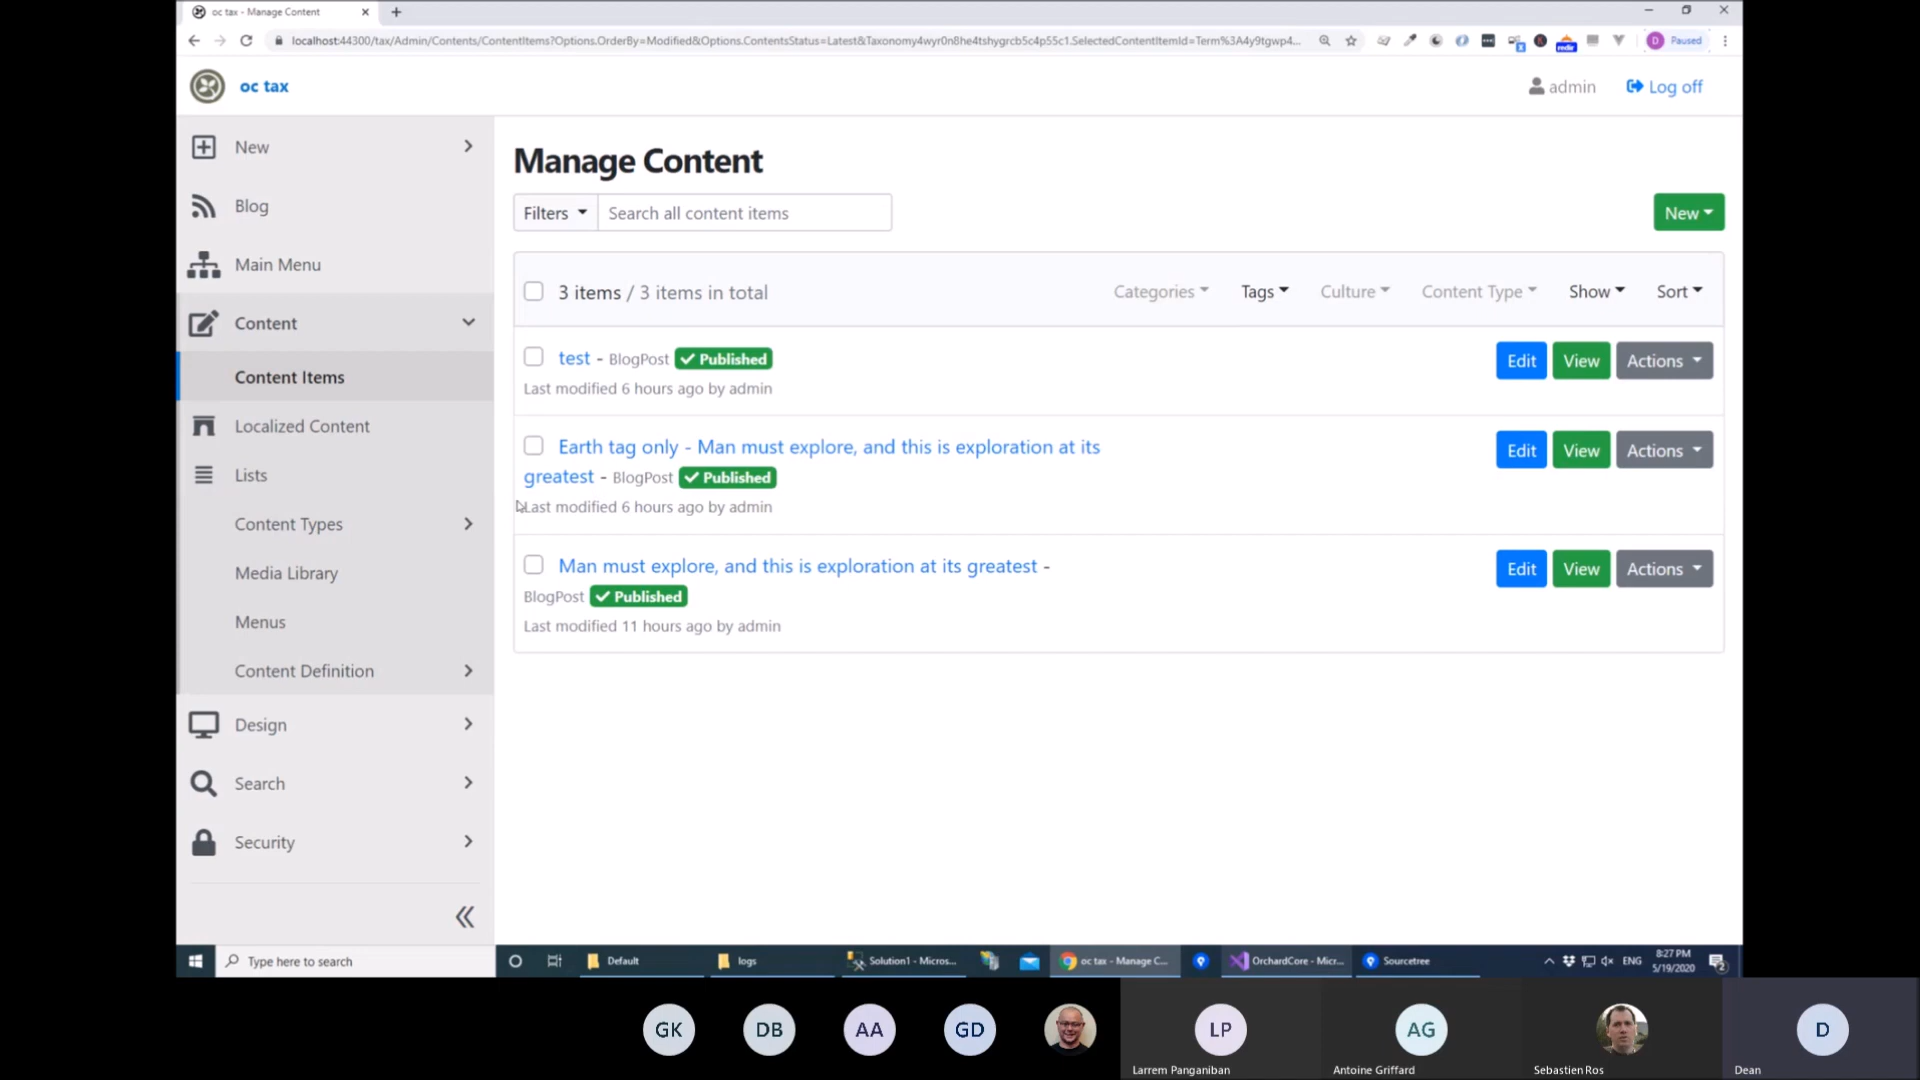 oc tax - Manage Content
localhost:44300/tax/Admin/Contents/ContentItems?Options.OrderBy=Modified&Options.ContentsStatus=Latest&Taxonomy4wyr0n8he4tshygrcb5c4p55c1.SelectedContentItemId=Term%3A4y9tgwp4...
D Paused
oc tax
admin
Log off
New
Blog
Main Menu
Content
Content Items
Localized Content
Lists
Content Types
Media Library
Menus
Content Definition
Design
Search
Security
Manage Content
Filters
Search all content items
New
3 items / 3 items in total
Categories
Tags
Culture
Content Type
Show
Sort
test - BlogPost Published
Last modified 6 hours ago by admin
Edit View Actions
Earth tag only - Man must explore, and this is exploration at its
greatest - BlogPost Published
Last modified 6 hours ago by admin
Edit View Actions
Man must explore, and this is exploration at its greatest -
BlogPost Published
Last modified 11 hours ago by admin
Edit View Actions
Type here to search
Default
logs
Solution1 - Micros...
oc tax - Manage C...
OrchardCore - Micr...
Sourcetree
ENG
8:27 PM
5/19/2020
2
GK
DB
AA
GD
LP
AG
D
Larrem Panganiban
Antoine Griffard
Sebastien Ros
Dean